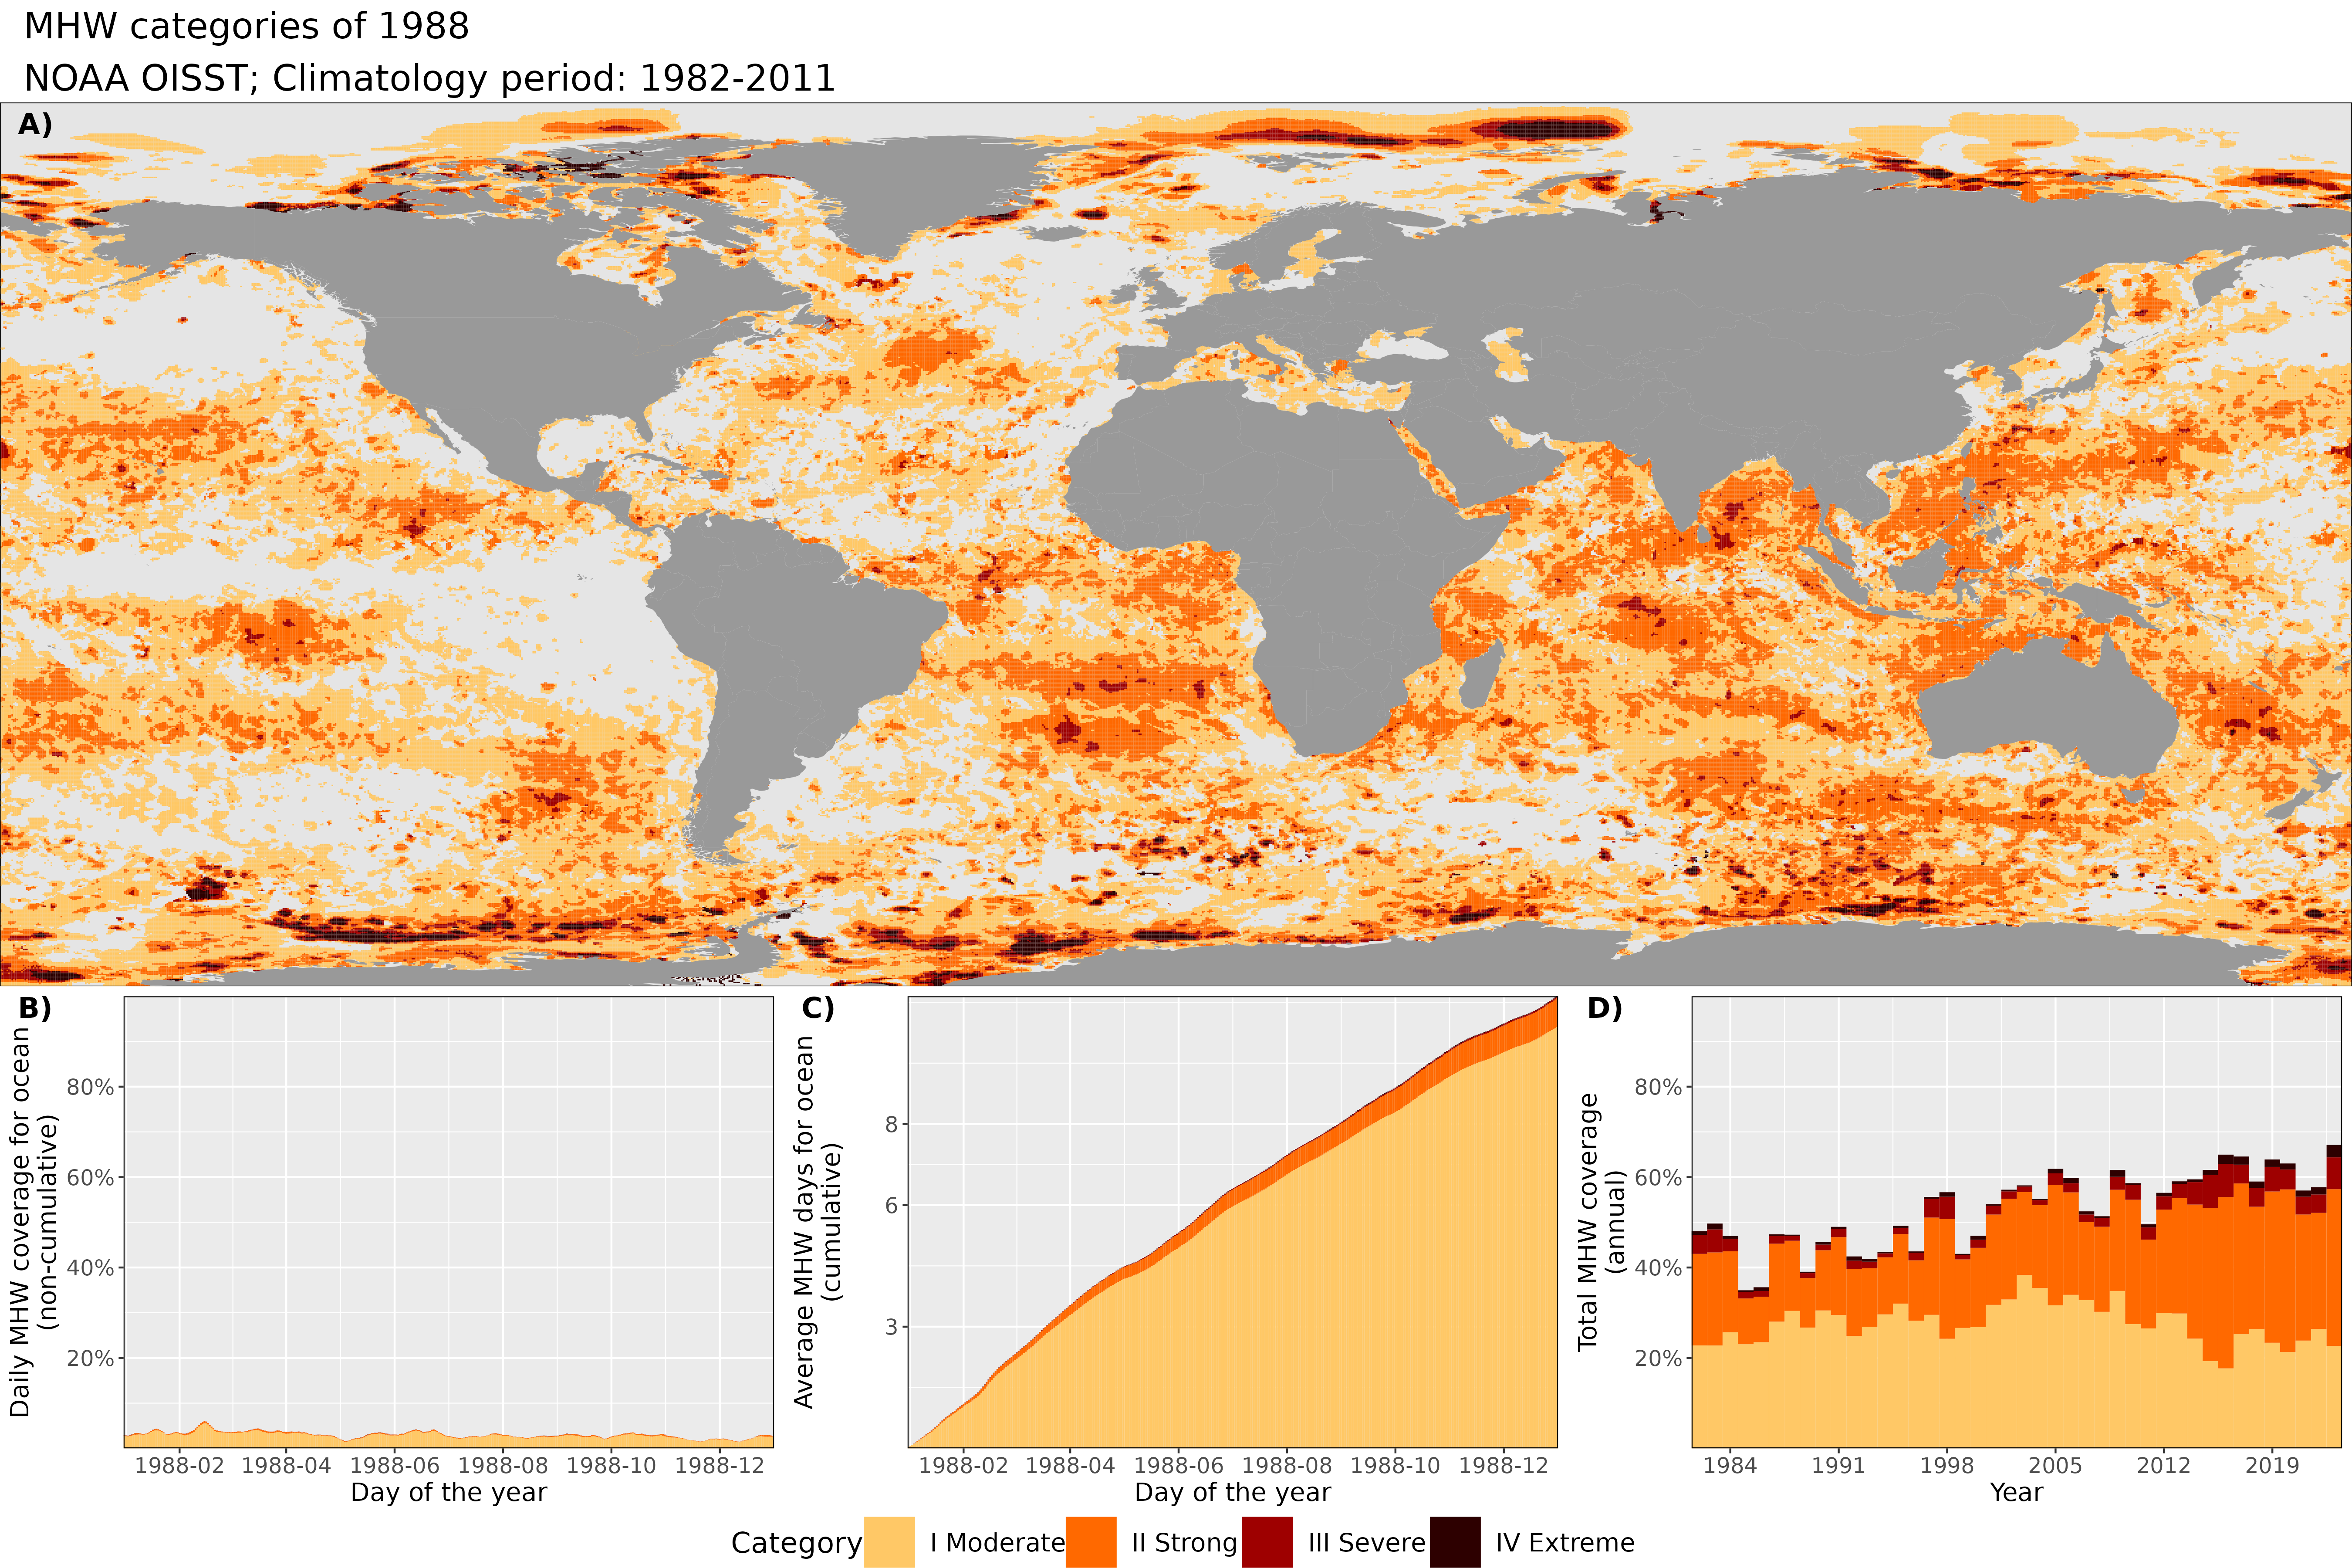 MHW categories of 1988
NOAA OISST; Climatology period: 1982-2011
A)
B)
Daily MHW coverage for ocean
(non-cumulative)
80%
60%
40%
20%
1988-02 1988-04 1988-06 1988-08 1988-10 1988-12
Day of the year
C)
Average MHW days for ocean
(cumulative)
8
6
3
1988-02 1988-04 1988-06 1988-08 1988-10 1988-12
Day of the year
D)
Total MHW coverage
(annual)
80%
60%
40%
20%
1984 1991 1998 2005 2012 2019
Year
Category I Moderate II Strong III Severe IV Extreme